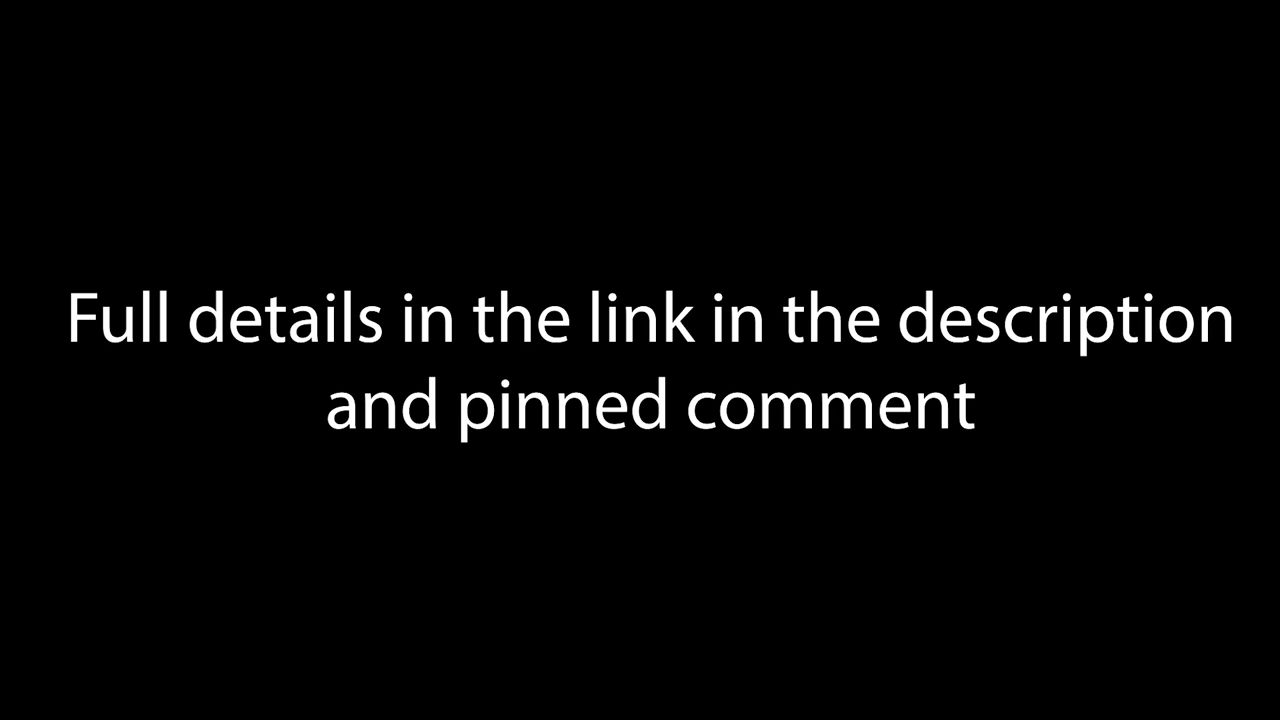 Full details in the link in the description
and pinned comment